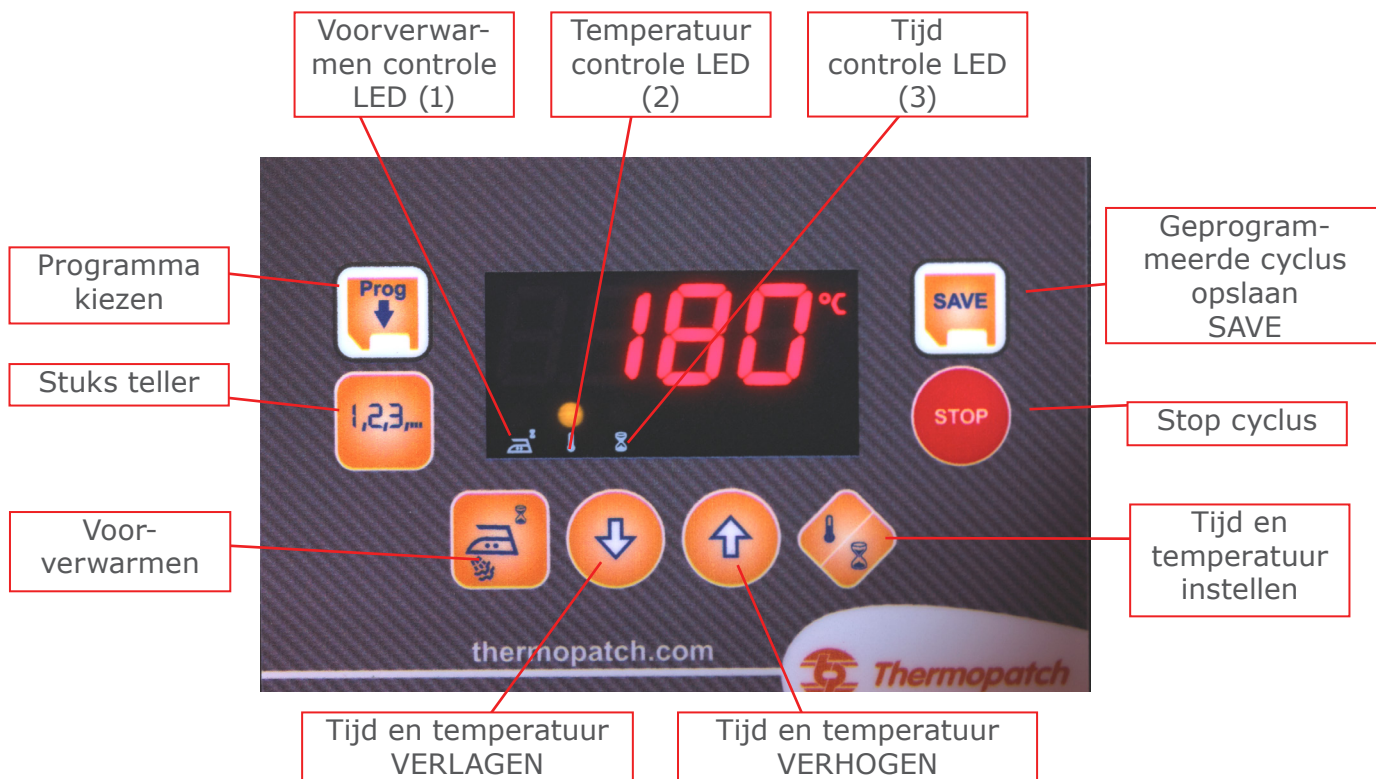 Voorverwar-
men controle
LED (1)
Temperatuur
controle LED
(2)
Tijd
controle LED
(3)
Programma
kiezen
Stuks teller
Voor-
verwarmen
Geprogram-
meerde cyclus
opslaan
SAVE
Stop cyclus
Tijd en
temperatuur
instellen
Prog
1,2,3,...
180 °C
SAVE
STOP
thermopatch.com
Thermopatch
Tijd en temperatuur
VERLAGEN
Tijd en temperatuur
VERHOGEN